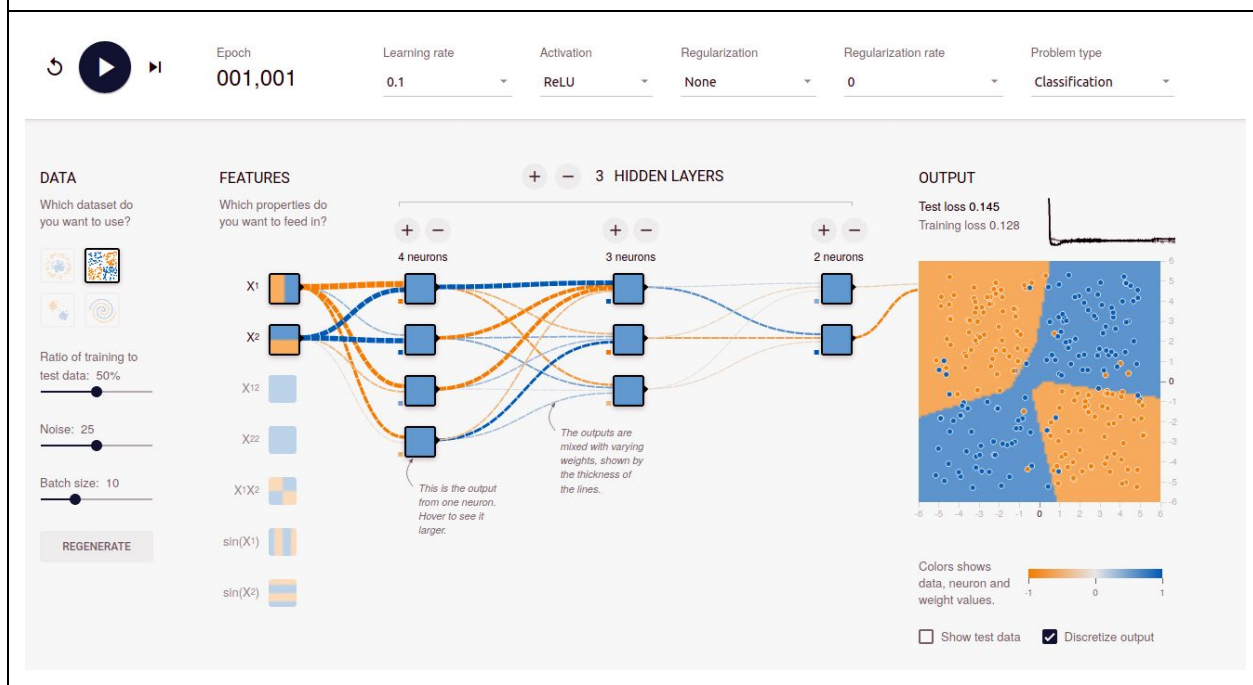 Epoch
001,001
Learning rate
0.1
Activation
ReLU
Regularization
None
Regularization rate
0
Problem type
Classification
DATA
Which dataset do
you want to use?
Ratio of training to
test data: 50%
Noise: 25
Batch size: 10
REGENERATE
FEATURES
Which properties do
you want to feed in?
X1
X2
X12
X22
X1X2
sin(X1)
sin(X2)
+ − 3 HIDDEN LAYERS
+ −
4 neurons
+ −
3 neurons
+ −
2 neurons
This is the output
from one neuron.
Hover to see it
larger.
The outputs are
mixed with varying
weights, shown by
the thickness of
the lines.
OUTPUT
Test loss 0.145
Training loss 0.128
6
5
4
3
2
1
0
-1
-2
-3
-4
-5
-6
-6 -5 -4 -3 -2 -1 0 1 2 3 4 5 6
Colors shows
data, neuron and
weight values.
-1 0 1
Show test data
Discretize output